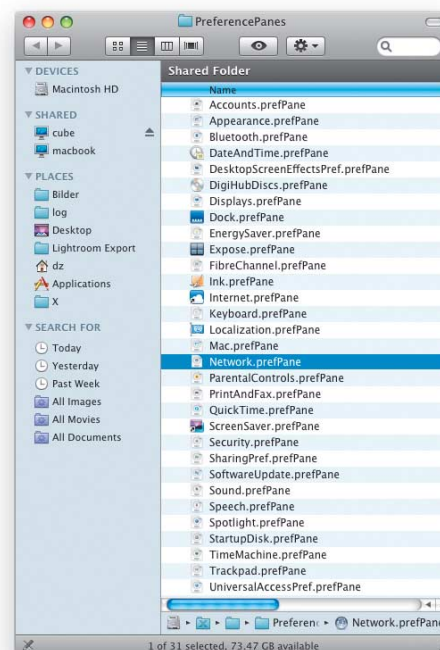 PreferencePanes
DEVICES
Macintosh HD
SHARED
cube
macbook
PLACES
Bilder
log
Desktop
Lightroom Export
dz
Applications
X
SEARCH FOR
Today
Yesterday
Past Week
All Images
All Movies
All Documents
Shared Folder
Name
Accounts.prefPane
Appearance.prefPane
Bluetooth.prefPane
DateAndTime.prefPane
DesktopScreenEffectsPref.prefPane
DigiHubDiscs.prefPane
Displays.prefPane
Dock.prefPane
EnergySaver.prefPane
Expose.prefPane
FibreChannel.prefPane
Ink.prefPane
Internet.prefPane
Keyboard.prefPane
Localization.prefPane
Mac.prefPane
Network.prefPane
ParentalControls.prefPane
PrintAndFax.prefPane
QuickTime.prefPane
ScreenSaver.prefPane
Security.prefPane
SharingPref.prefPane
SoftwareUpdate.prefPane
Sound.prefPane
Speech.prefPane
Spotlight.prefPane
StartupDisk.prefPane
TimeMachine.prefPane
Trackpad.prefPane
UniversalAccessPref.prefPane
Preferenc Network.prefPane
1 of 31 selected, 73.47 GB available